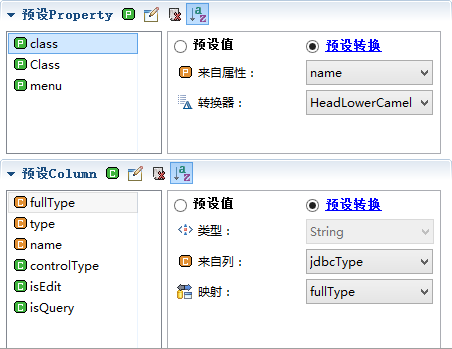 预设Property
class
Class
menu
预设值 预设转换
来自属性： name
转换器： HeadLowerCamel
预设Column
fullType
type
name
controlType
isEdit
isQuery
预设值 预设转换
类型： String
来自列： jdbcType
映射： fullType